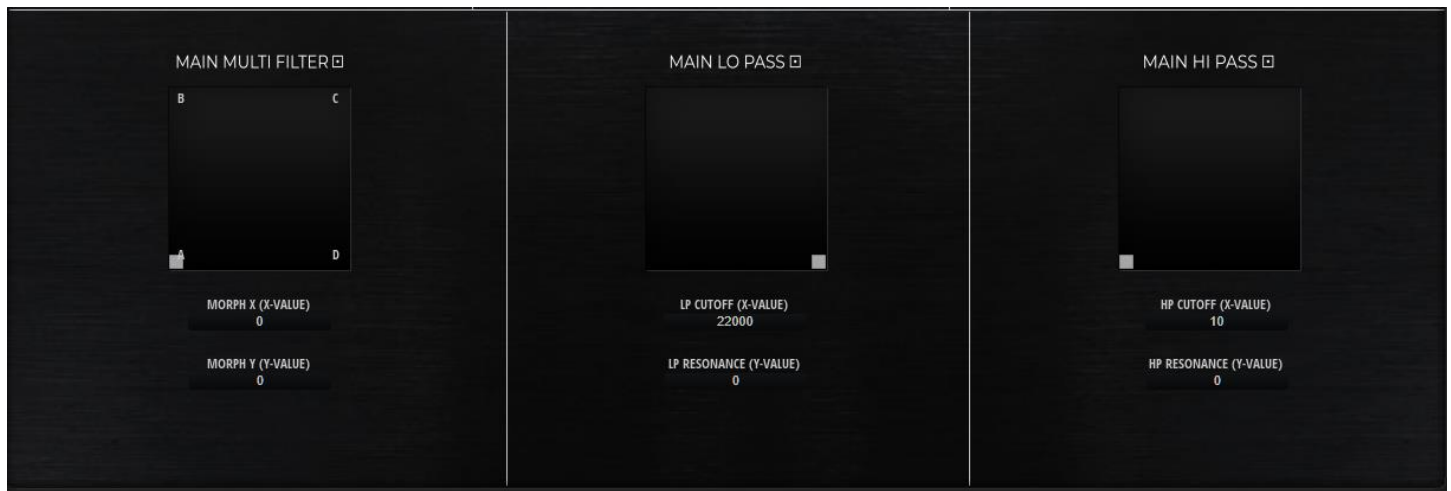 MAIN MULTI FILTER
B
C
A
D
MORPH X (X-VALUE)
0
MORPH Y (Y-VALUE)
0
MAIN LO PASS
LP CUTOFF (X-VALUE)
22000
LP RESONANCE (Y-VALUE)
0
MAIN HI PASS
HP CUTOFF (X-VALUE)
10
HP RESONANCE (Y-VALUE)
0